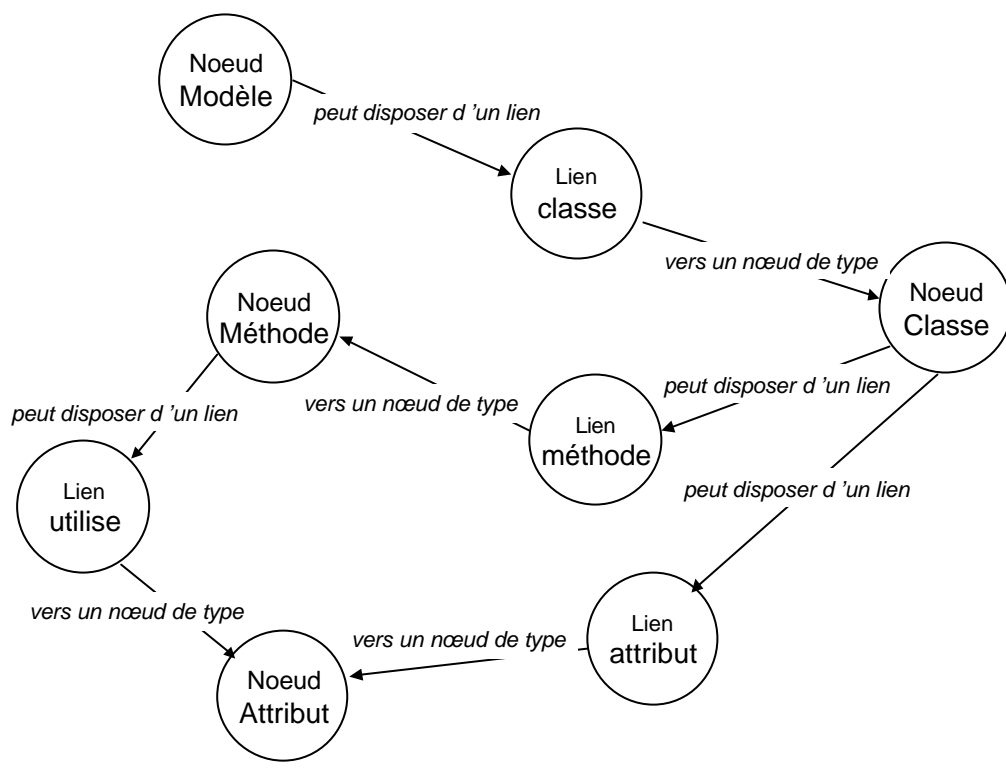 Noeud
Modèle
peut disposer d 'un lien
Lien
classe
vers un nœud de type
Noeud
Classe
Noeud
Méthode
peut disposer d 'un lien
vers un nœud de type
Lien
méthode
peut disposer d 'un lien
Lien
utilise
peut disposer d 'un lien
vers un nœud de type
Lien
attribut
vers un nœud de type
Noeud
Attribut